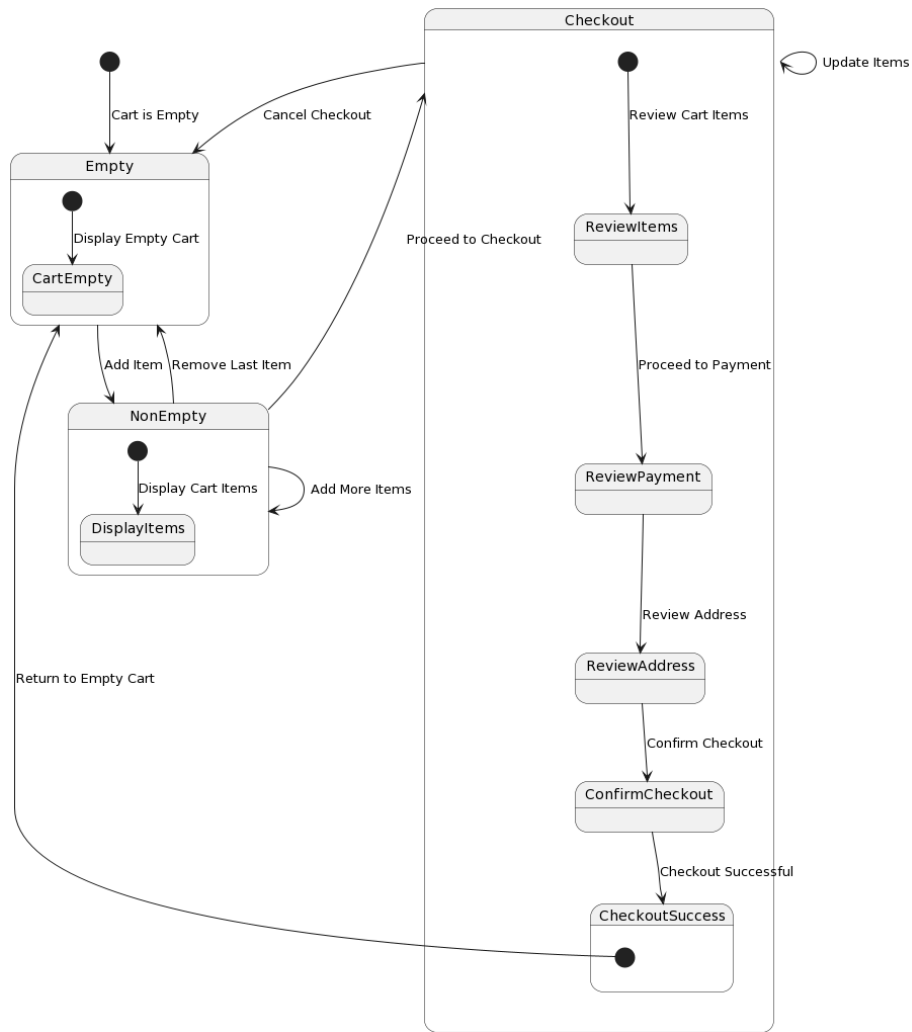 Checkout
Update Items
Cart is Empty
Cancel Checkout
Review Cart Items
Empty
Display Empty Cart
CartEmpty
Proceed to Checkout
ReviewItems
Add Item
Remove Last Item
Proceed to Payment
NonEmpty
Display Cart Items
Add More Items
DisplayItems
ReviewPayment
Review Address
ReviewAddress
Return to Empty Cart
Confirm Checkout
ConfirmCheckout
Checkout Successful
CheckoutSuccess